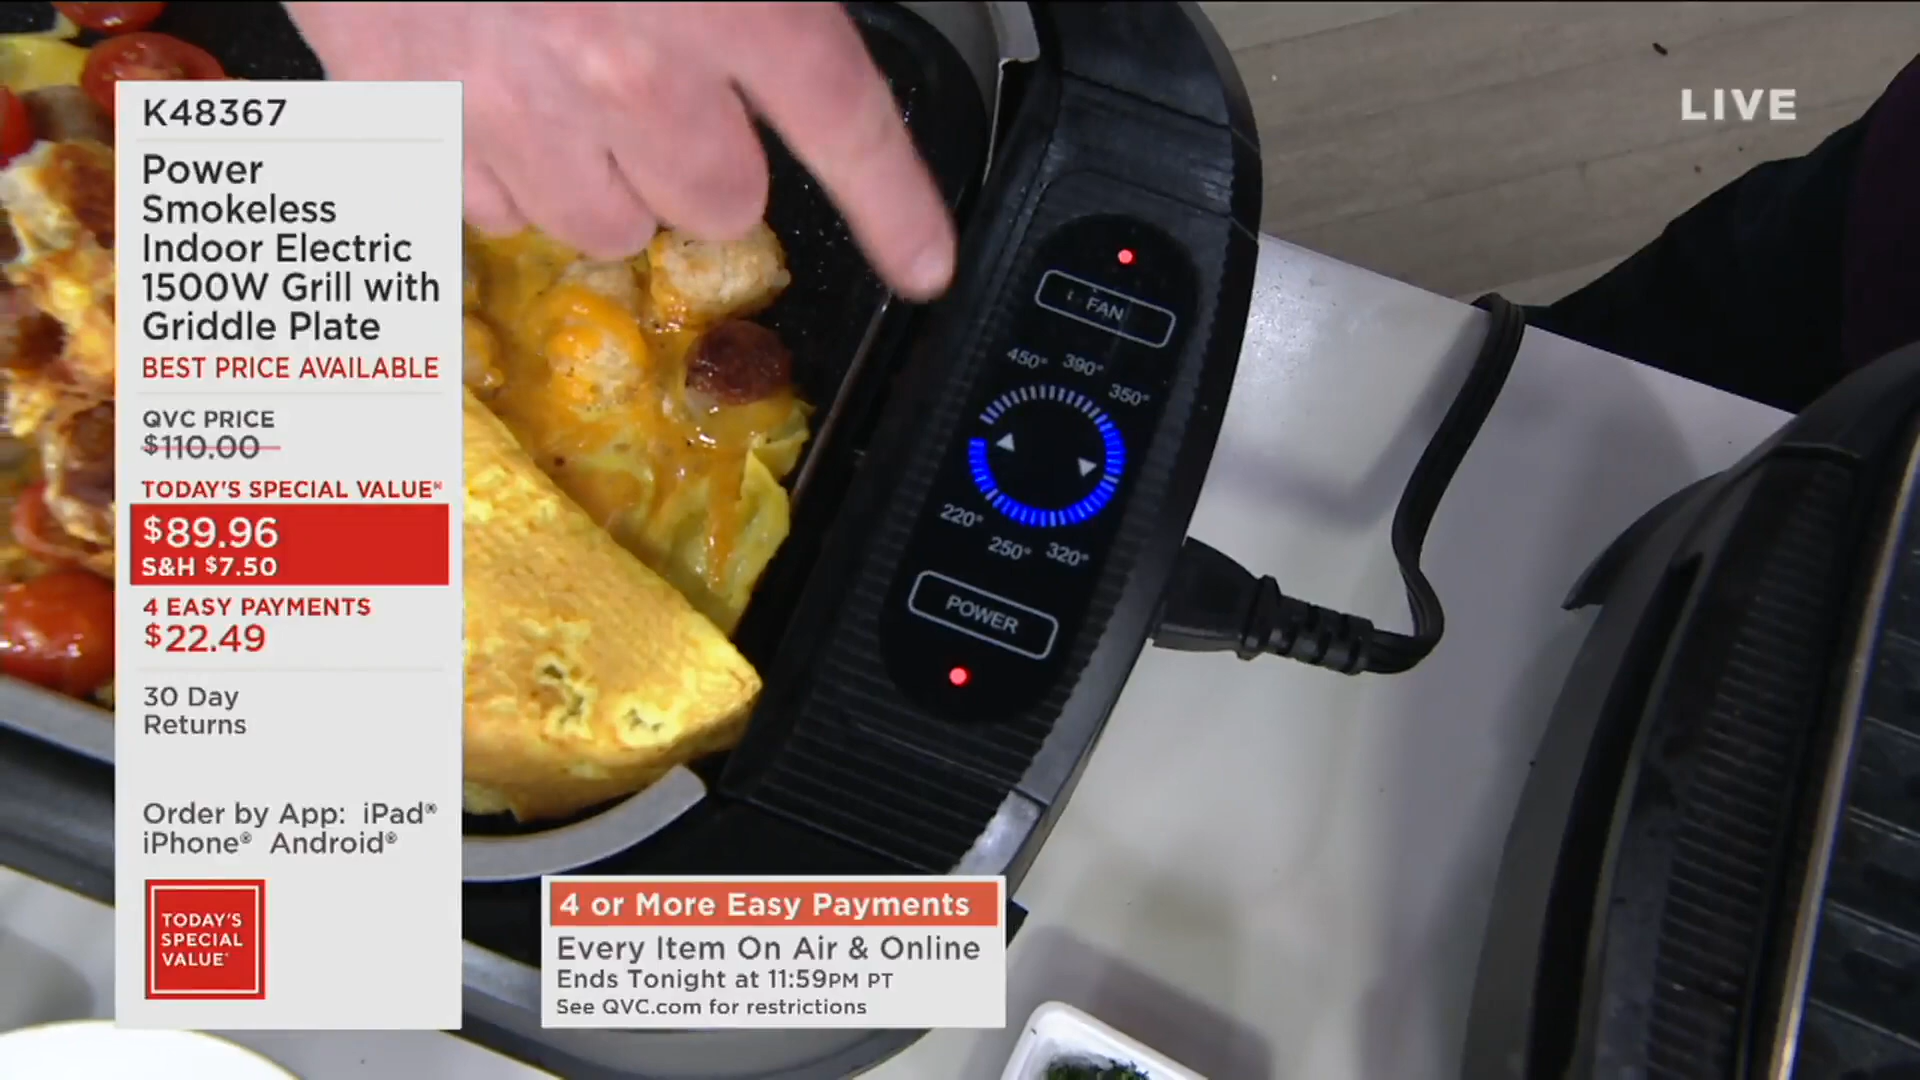 K48367
Power
Smokeless
Indoor Electric
1500W Grill with
Griddle Plate
BEST PRICE AVAILABLE
QVC PRICE
$110.00
TODAY'S SPECIAL VALUE®
$89.96
S&H $7.50
4 EASY PAYMENTS
$22.49
30 Day
Returns
Order by App: iPad®
iPhone® Android®
TODAY'S
SPECIAL
VALUE®
4 or More Easy Payments
Every Item On Air & Online
Ends Tonight at 11:59PM PT
See QVC.com for restrictions
LIVE
FAN
450° 390°
350°
220°
250° 320°
POWER